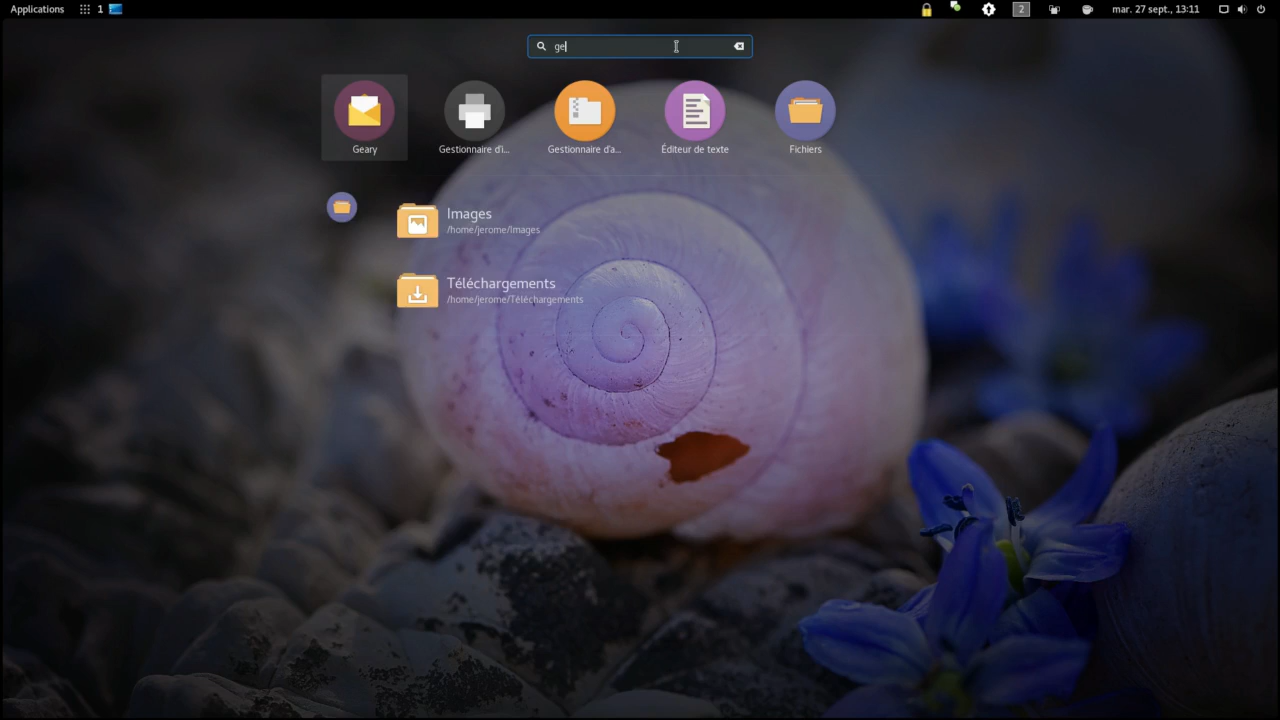 Applications
1
2
mar. 27 sept., 13:11
ge
Geary
Gestionnaire d'i...
Gestionnaire d'a...
Éditeur de texte
Fichiers
Images
/home/jerome/Images
Téléchargements
/home/jerome/Téléchargements